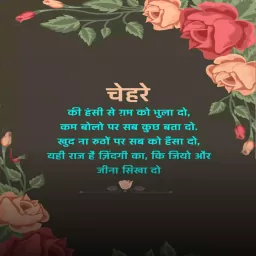 चेहरे
की हंसी से ग़म को भुला दो,
कम बोलो पर सब कुछ बता दो.
खुद ना रुठों पर सब को हँसा दो,
यही राज है ज़िंदगी का, कि जियो और
जीना सिखा दो